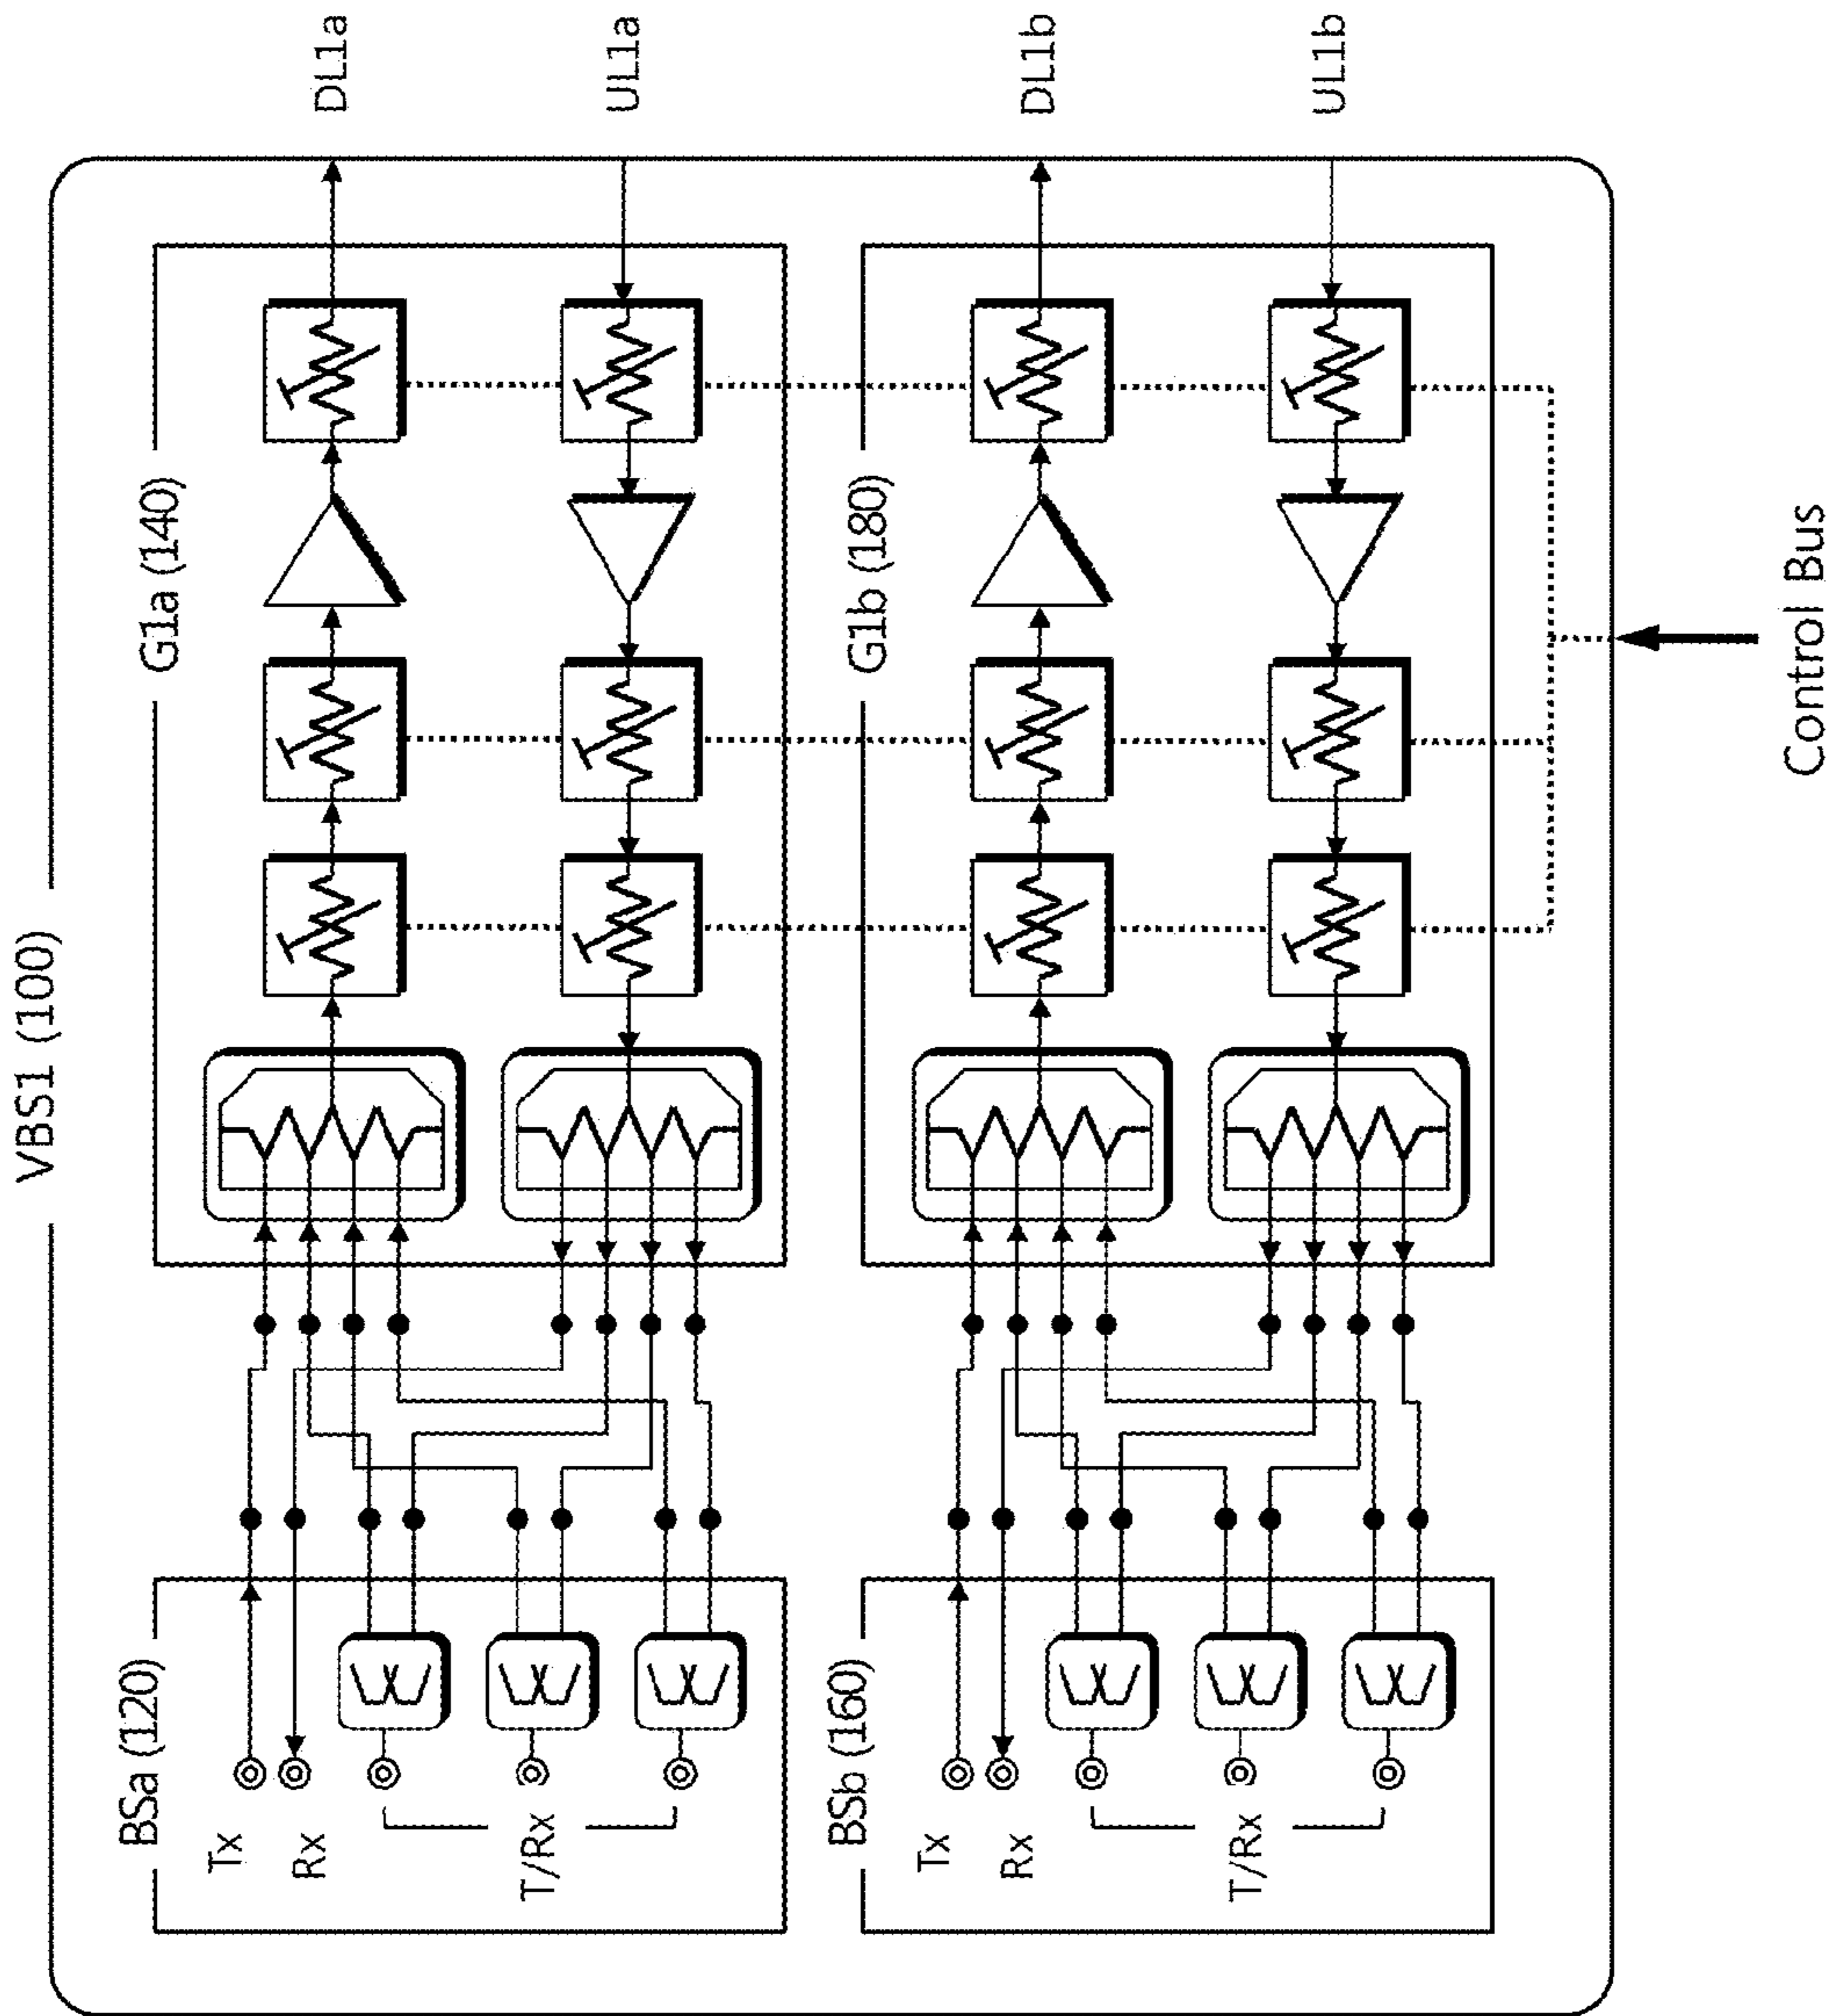 VBS1 (100)
BSa (120)
Tx
Rx
T/Rx
G1a (140)
DL1a
UL1a
BSb (160)
Tx
Rx
T/Rx
G1b (180)
DL1b
UL1b
Control Bus